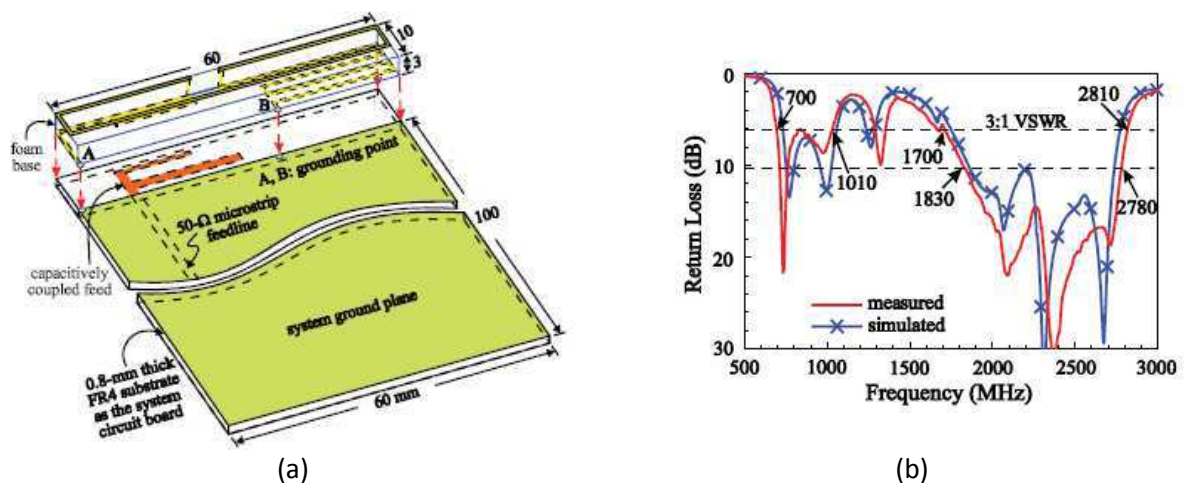 60
10
3
B
foam
base
A
A, B: grounding point
50-Ω microstrip
feedline
100
capacitively
coupled feed
system ground plane
0.8-mm thick
FR4 substrate
as the system
circuit board
60 mm
(a)
0
10
20
30
Return Loss (dB)
700
2810
3:1 VSWR
1700
1010
1830
2780
measured
simulated
500
1000
1500
2000
2500
3000
Frequency (MHz)
(b)